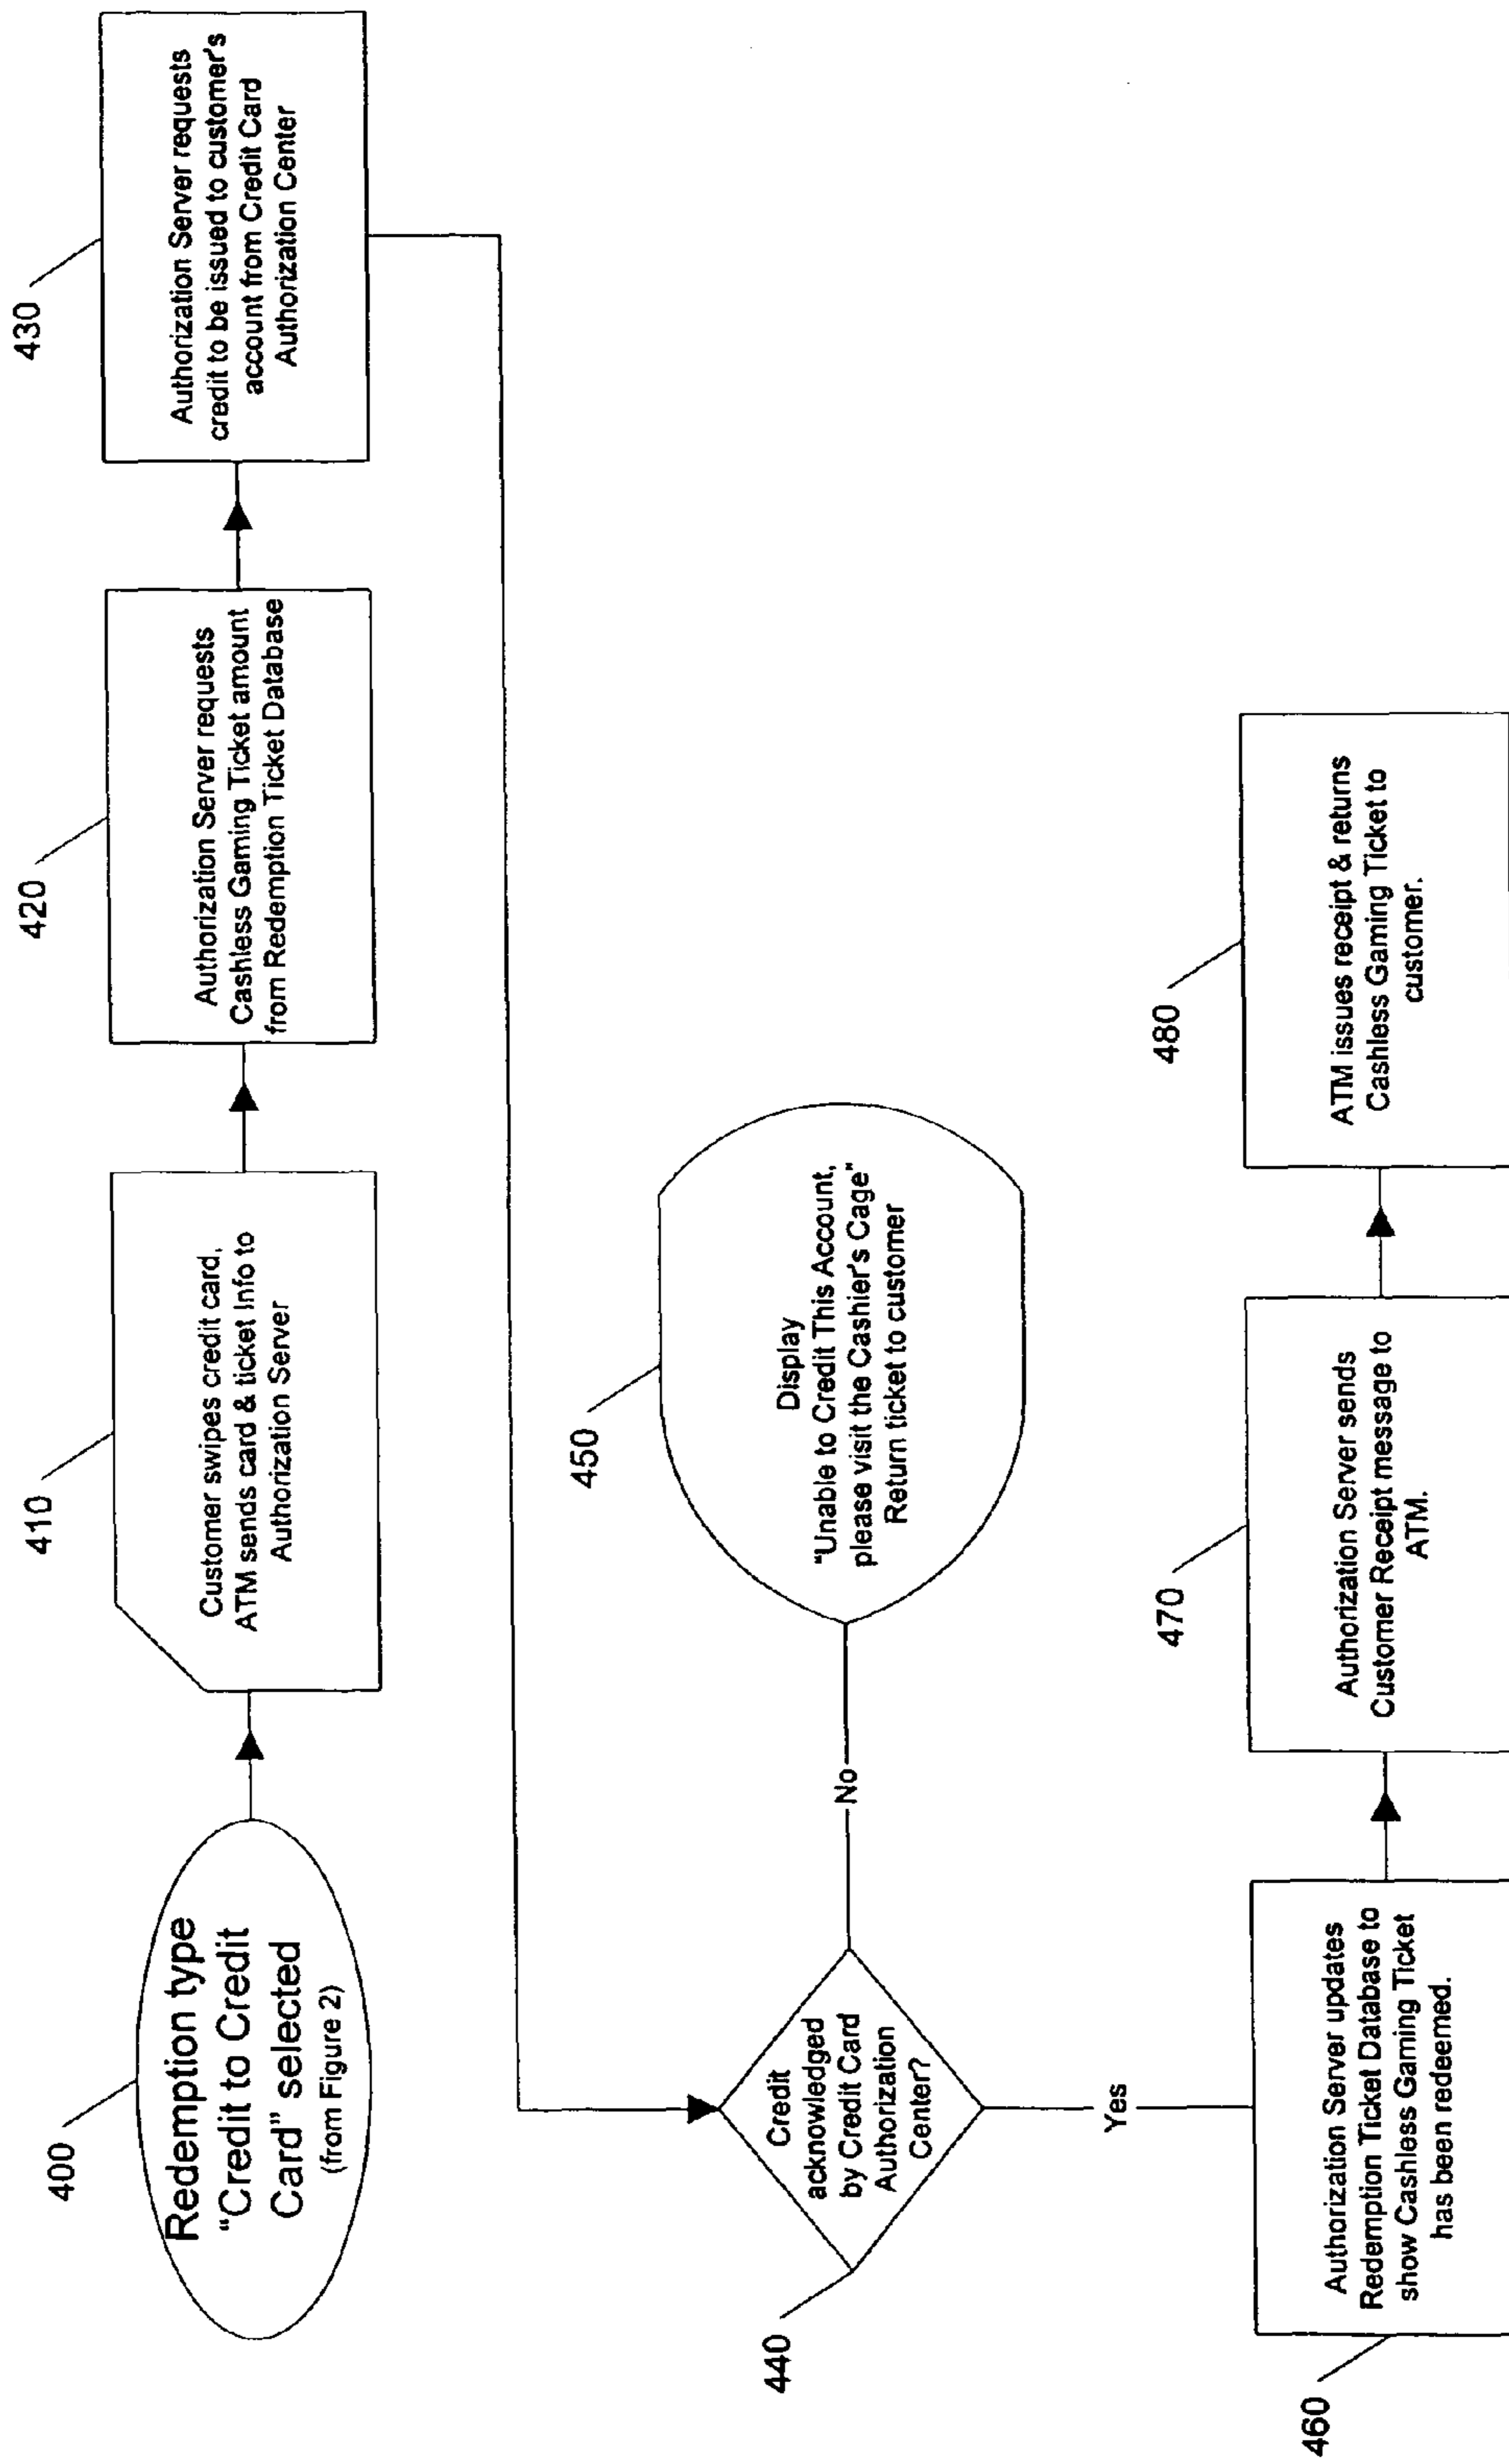 400
Redemption type
“Credit to Credit
Card” selected
(from Figure 2)
410
Customer swipes credit card,
ATM sends card & ticket Info to
Authorization Server
420
Authorization Server requests
Cashless Gaming Ticket amount
from Redemption Ticket Database
430
Authorization Server requests
credit to be issued to customer's
account from Credit Card
Authorization Center
440
Credit
acknowledged
by Credit Card
Authorization
Center?
No
450
Display
"Unable to Credit This Account,
please visit the Cashier's Cage"
Return ticket to customer
Yes
460
Authorization Server updates
Redemption Ticket Database to
show Cashless Gaming Ticket
has been redeemed.
470
Authorization Server sends
Customer Receipt message to
ATM.
480
ATM issues receipt & returns
Cashless Gaming Ticket to
customer.